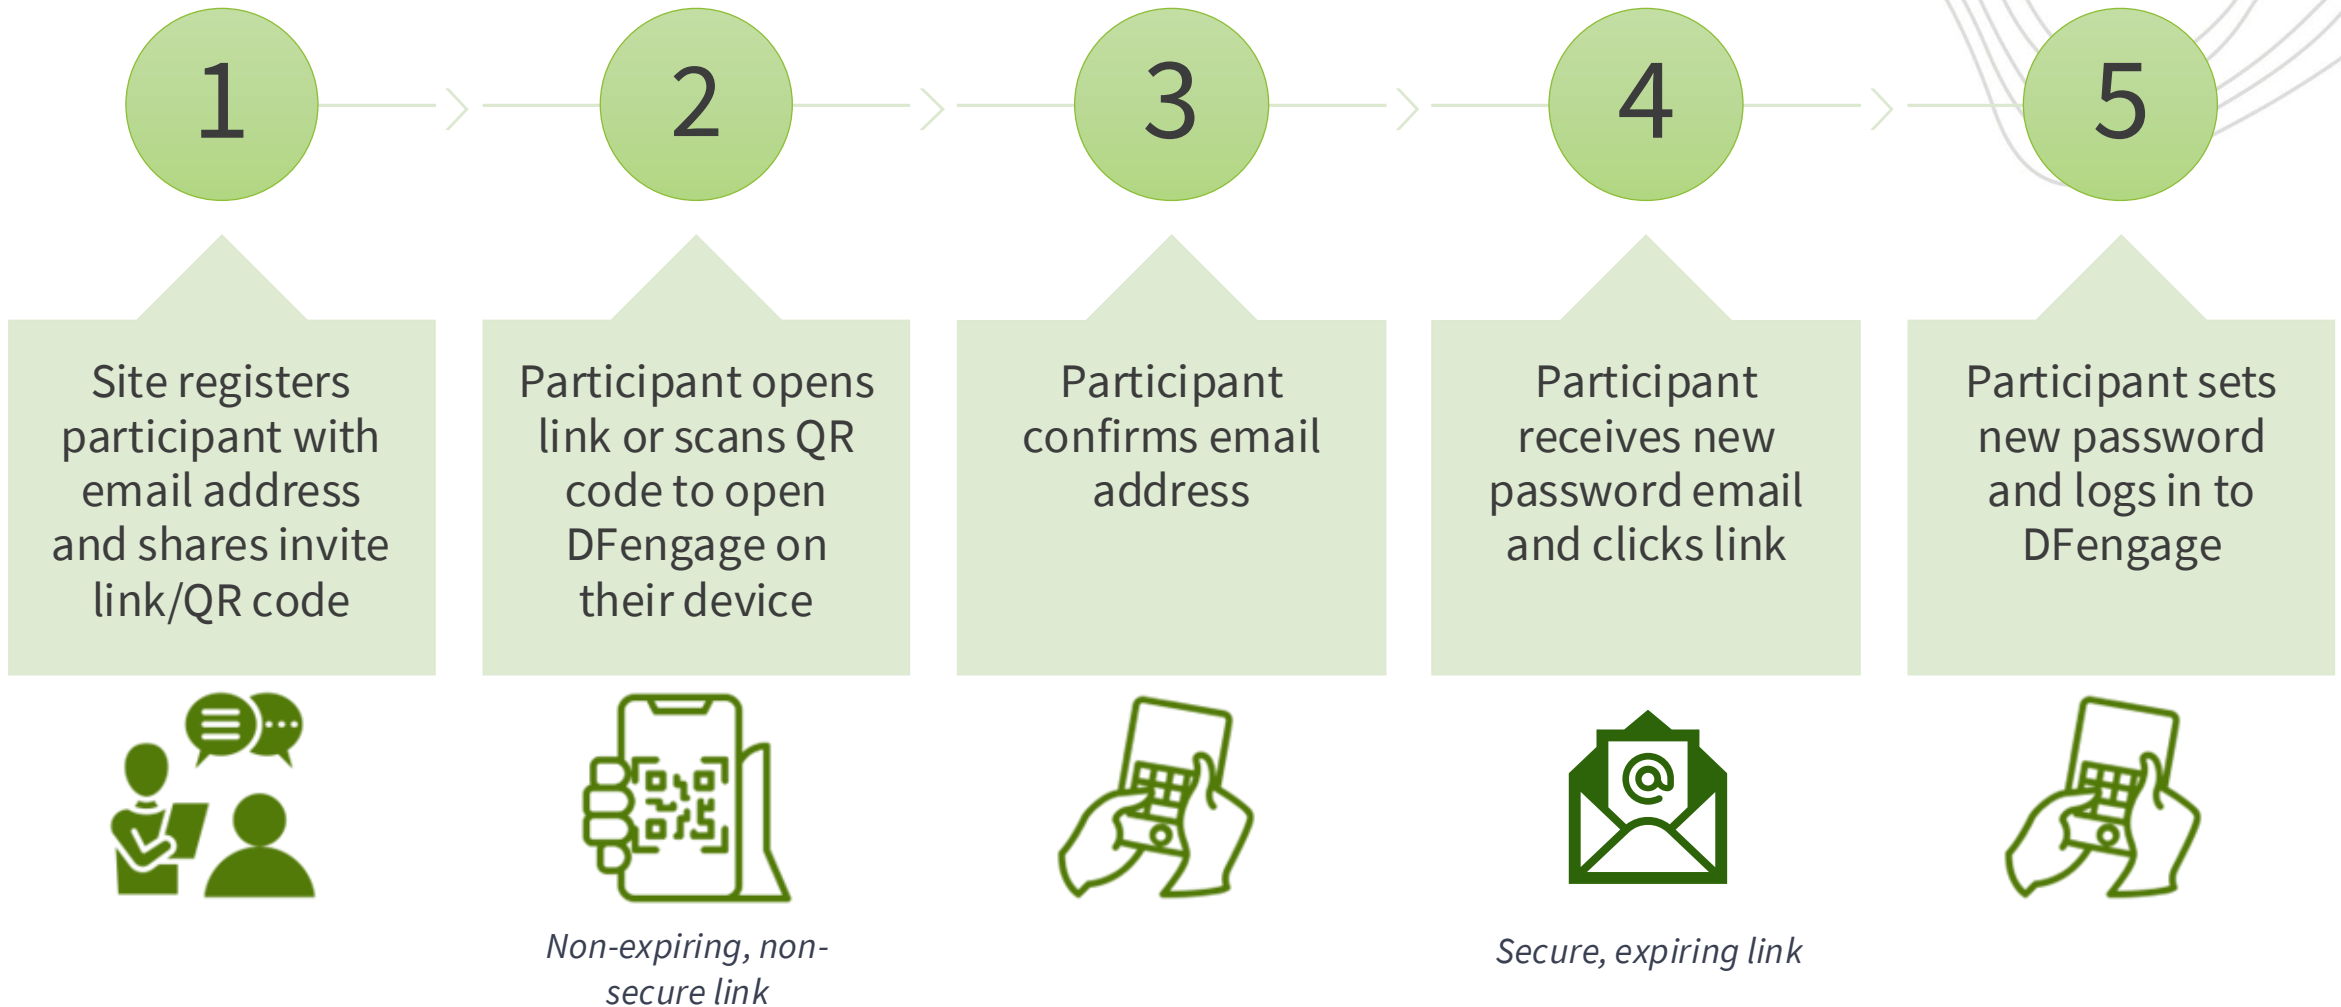 1
2
3
4
5
Site registers
participant with
email address
and shares invite
link/QR code
Participant opens
link or scans QR
code to open
DFengage on
their device
Participant
confirms email
address
Participant
receives new
password email
and clicks link
Participant sets
new password
and logs in to
DFengage
@
Non-expiring, non-
secure link
Secure, expiring link